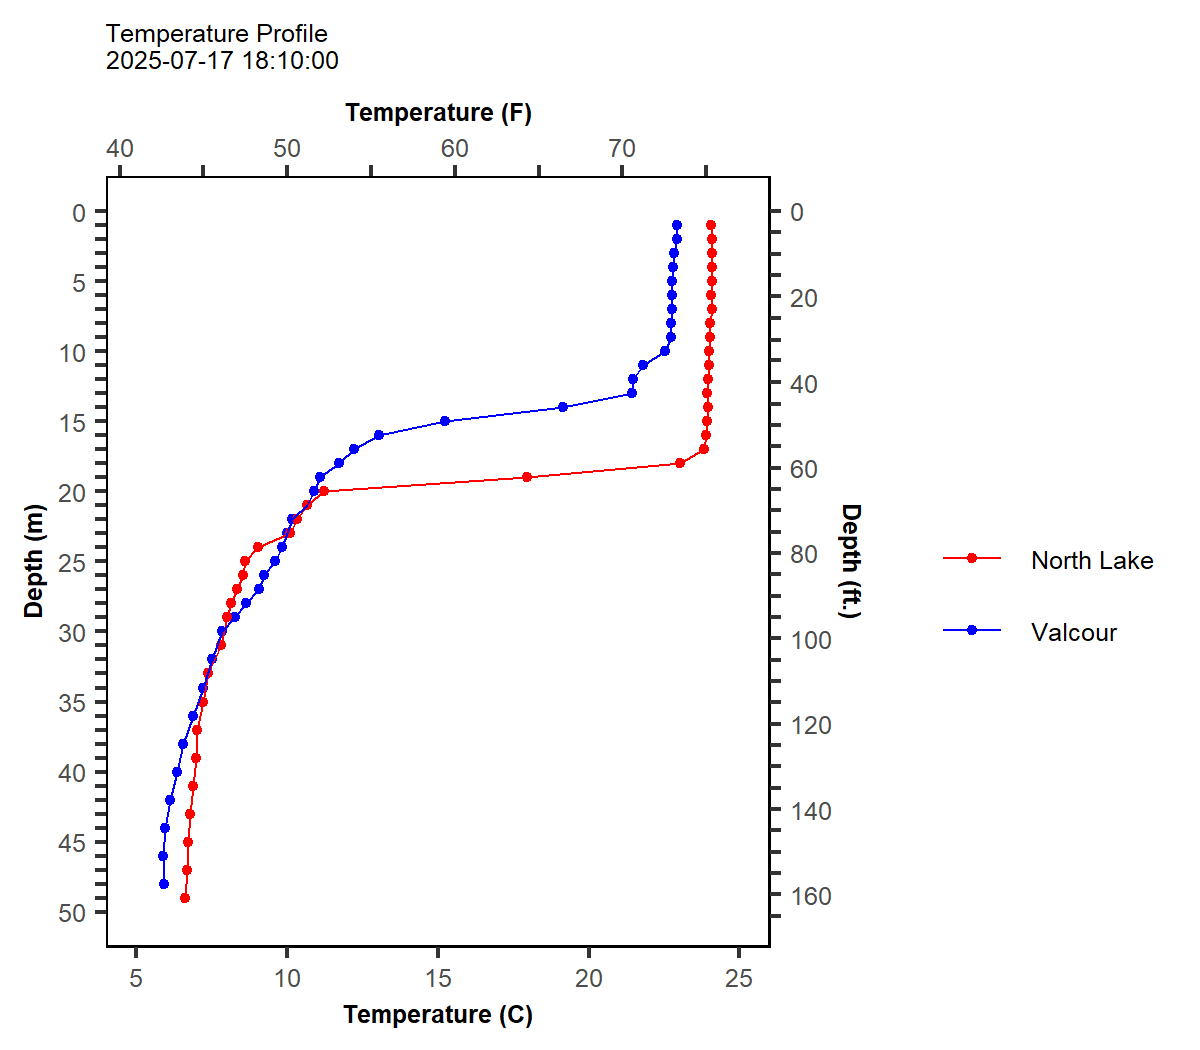 Temperature Profile
2025-07-17 18:10:00
Temperature (F)
40 50 60 70
0
5
10
15
20
25
30
35
40
45
50
Depth (m)
0
20
40
60
80
100
120
140
160
Depth (ft.)
North Lake
Valcour
5 10 15 20 25
Temperature (C)